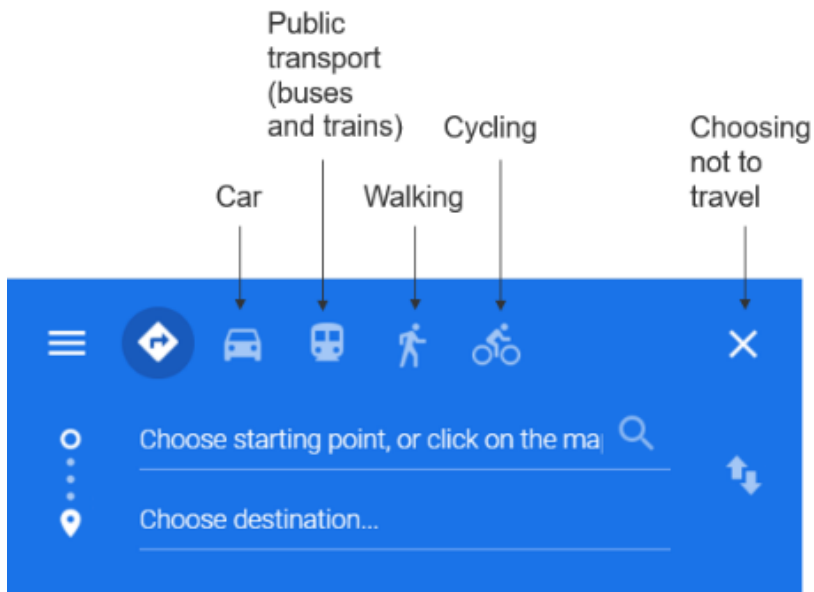 Public
transport
(buses
and trains)
Cycling
Choosing
not to
travel
Car
Walking
Choose starting point, or click on the ma
Choose destination...